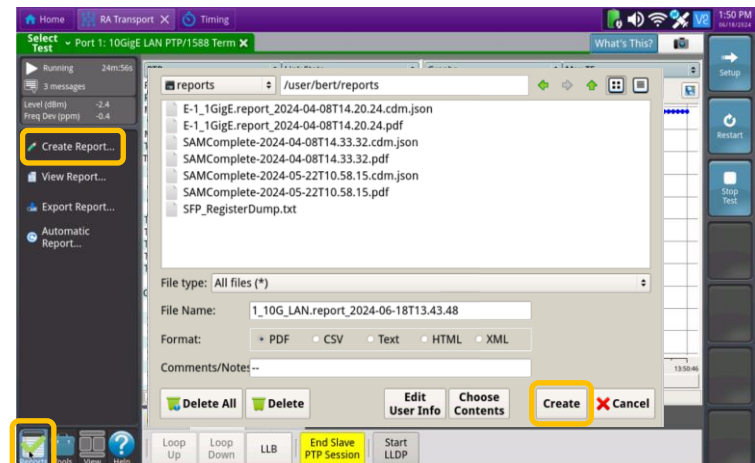 Home
RA Transport
Timing
V2
1:50 PM
06/18/2024
Select Test
Port 1: 10GigE LAN PTP/1588 Term
What's This?
Running 24m:56s
3 messages
Level (dBm) -2.4
Freq Dev (ppm) -0.4
Create Report...
View Report...
Export Report...
Automatic Report...
reports
/user/bert/reports
E-1_1GigE.report_2024-04-08T14.20.24.cdm.json
E-1_1GigE.report_2024-04-08T14.20.24.pdf
SAMComplete-2024-04-08T14.33.32.cdm.json
SAMComplete-2024-04-08T14.33.32.pdf
SAMComplete-2024-05-22T10.58.15.cdm.json
SAMComplete-2024-05-22T10.58.15.pdf
SFP_RegisterDump.txt
File type: All files (*)
File Name: 1_10G_LAN.report_2024-06-18T13.43.48
Format: PDF CSV Text HTML XML
Comments/Notes --
Delete All
Delete
Edit User Info
Choose Contents
Create
Cancel
13:50:46
Setup
Restart
Stop Test
Reports
Tools
View
Help
Loop Up
Loop Down
LLB
End Slave PTP Session
Start LLDP